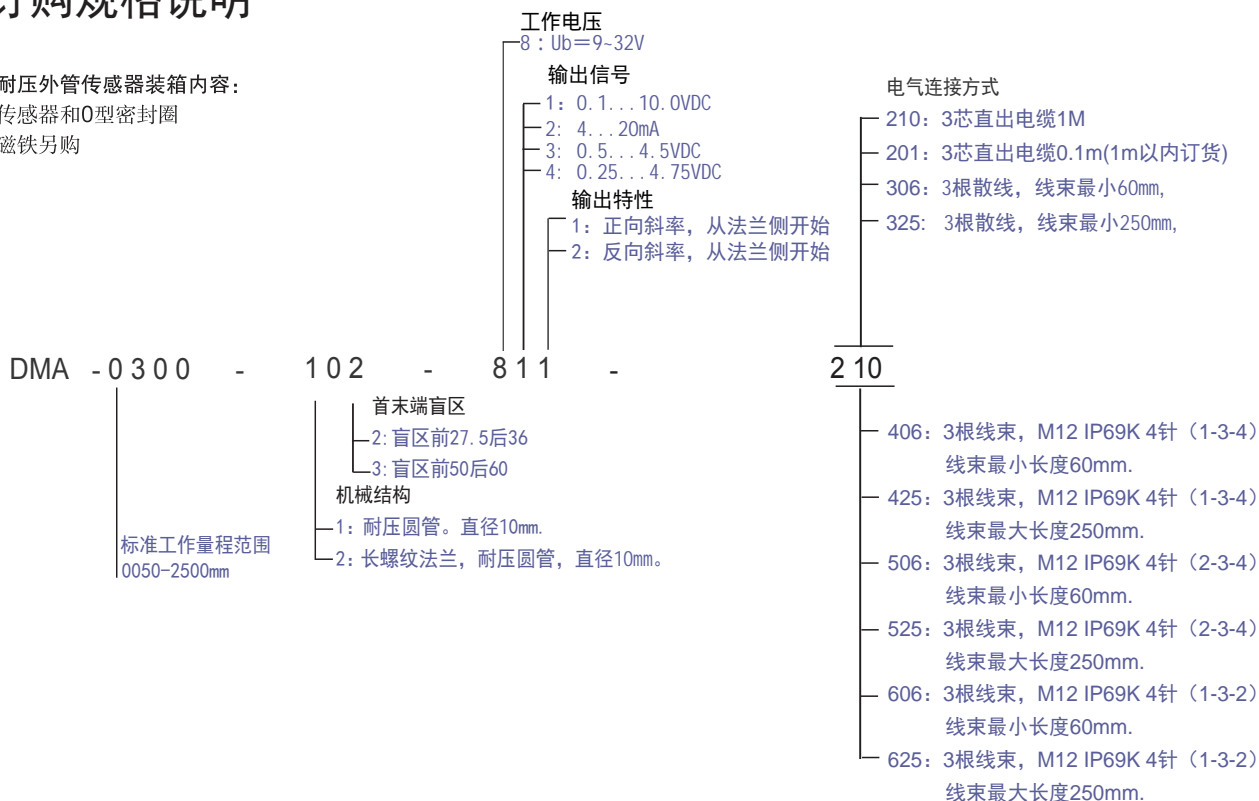 订购规格说明
耐压外管传感器装箱内容:
传感器和O型密封圈
磁铁另购
工作电压
8：Ub＝9~32V
输出信号
1: 0.1...10.0VDC
2: 4...20mA
3: 0.5...4.5VDC
4: 0.25...4.75VDC
输出特性
1: 正向斜率，从法兰侧开始
2: 反向斜率，从法兰侧开始
电气连接方式
210: 3芯直出电缆1M
201: 3芯直出电缆0.1m(1m以内订货)
306: 3根散线，线束最小60mm,
325: 3根散线，线束最小250mm,
DMA - 0 3 0 0 - 1 0 2 - 8 1 1 - 2 10
首末端盲区
2: 盲区前27.5后36
3: 盲区前50后60
机械结构
1: 耐压圆管。直径10mm.
2: 长螺纹法兰，耐压圆管，直径10mm。
标准工作量程范围
0050-2500mm
406: 3根线束，M12 IP69K 4针（1-3-4）
线束最小长度60mm.
425: 3根线束，M12 IP69K 4针（1-3-4）
线束最大长度250mm.
506: 3根线束，M12 IP69K 4针（2-3-4）
线束最小长度60mm.
525: 3根线束，M12 IP69K 4针（2-3-4）
线束最大长度250mm.
606: 3根线束，M12 IP69K 4针（1-3-2）
线束最小长度60mm.
625: 3根线束，M12 IP69K 4针（1-3-2）
线束最大长度250mm.